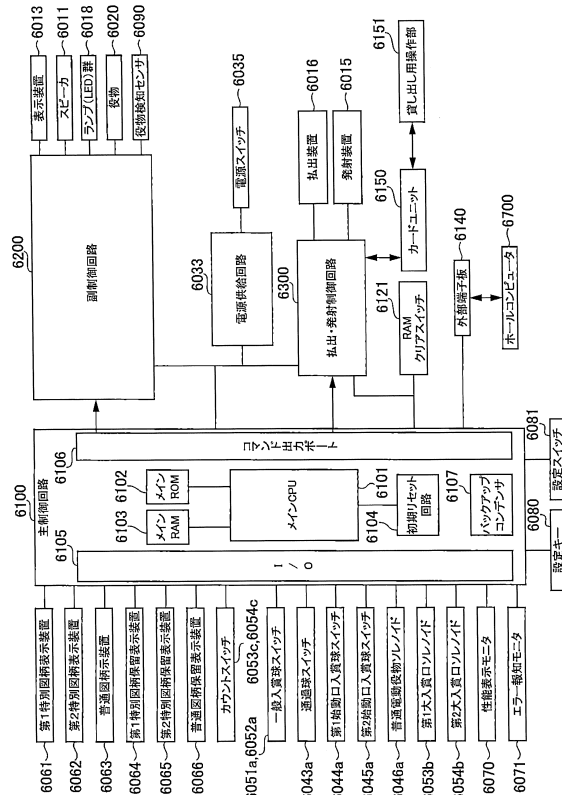 6100
主制御回路
6105
I/O
6103
メインRAM
6102
メインROM
6106
コマンド出力ポート
メインCPU
6101
6104
初期リセット回路
6107
バックアップコンデンサ
6061
第1特別図柄表示装置
6062
第2特別図柄表示装置
6063
普通図柄示装置
6064
第1特別図柄保留表示装置
6065
第2特別図柄保留表示装置
6066
普通図柄保留表示装置
カウントスイッチ
6053c,6054c
6051a,6052a
一般入賞球スイッチ
6043a
通過球スイッチ
6044a
第1始動口入賞球スイッチ
6045a
第2始動口入賞球スイッチ
6046a
普通電動役物ソレノイド
6053b
第1大入賞口ソレノイド
6054b
第2大入賞口ソレノイド
6070
性能表示モニタ
6071
エラー報知モニタ
6080
設定キー
6081
設定スイッチ
6200
副制御回路
表示装置
6013
スピーカ
6011
ランプ(LED)群
6018
役物
6020
役物検知センサ
6090
6033
電源供給回路
電源スイッチ
6035
6300
払出・発射制御回路
払出装置
6016
発射装置
6015
6121
RAM
クリアスイッチ
6150
カードユニット
6151
貸し出し用操作部
6140
外部端子板
6700
ホールコンピュータ